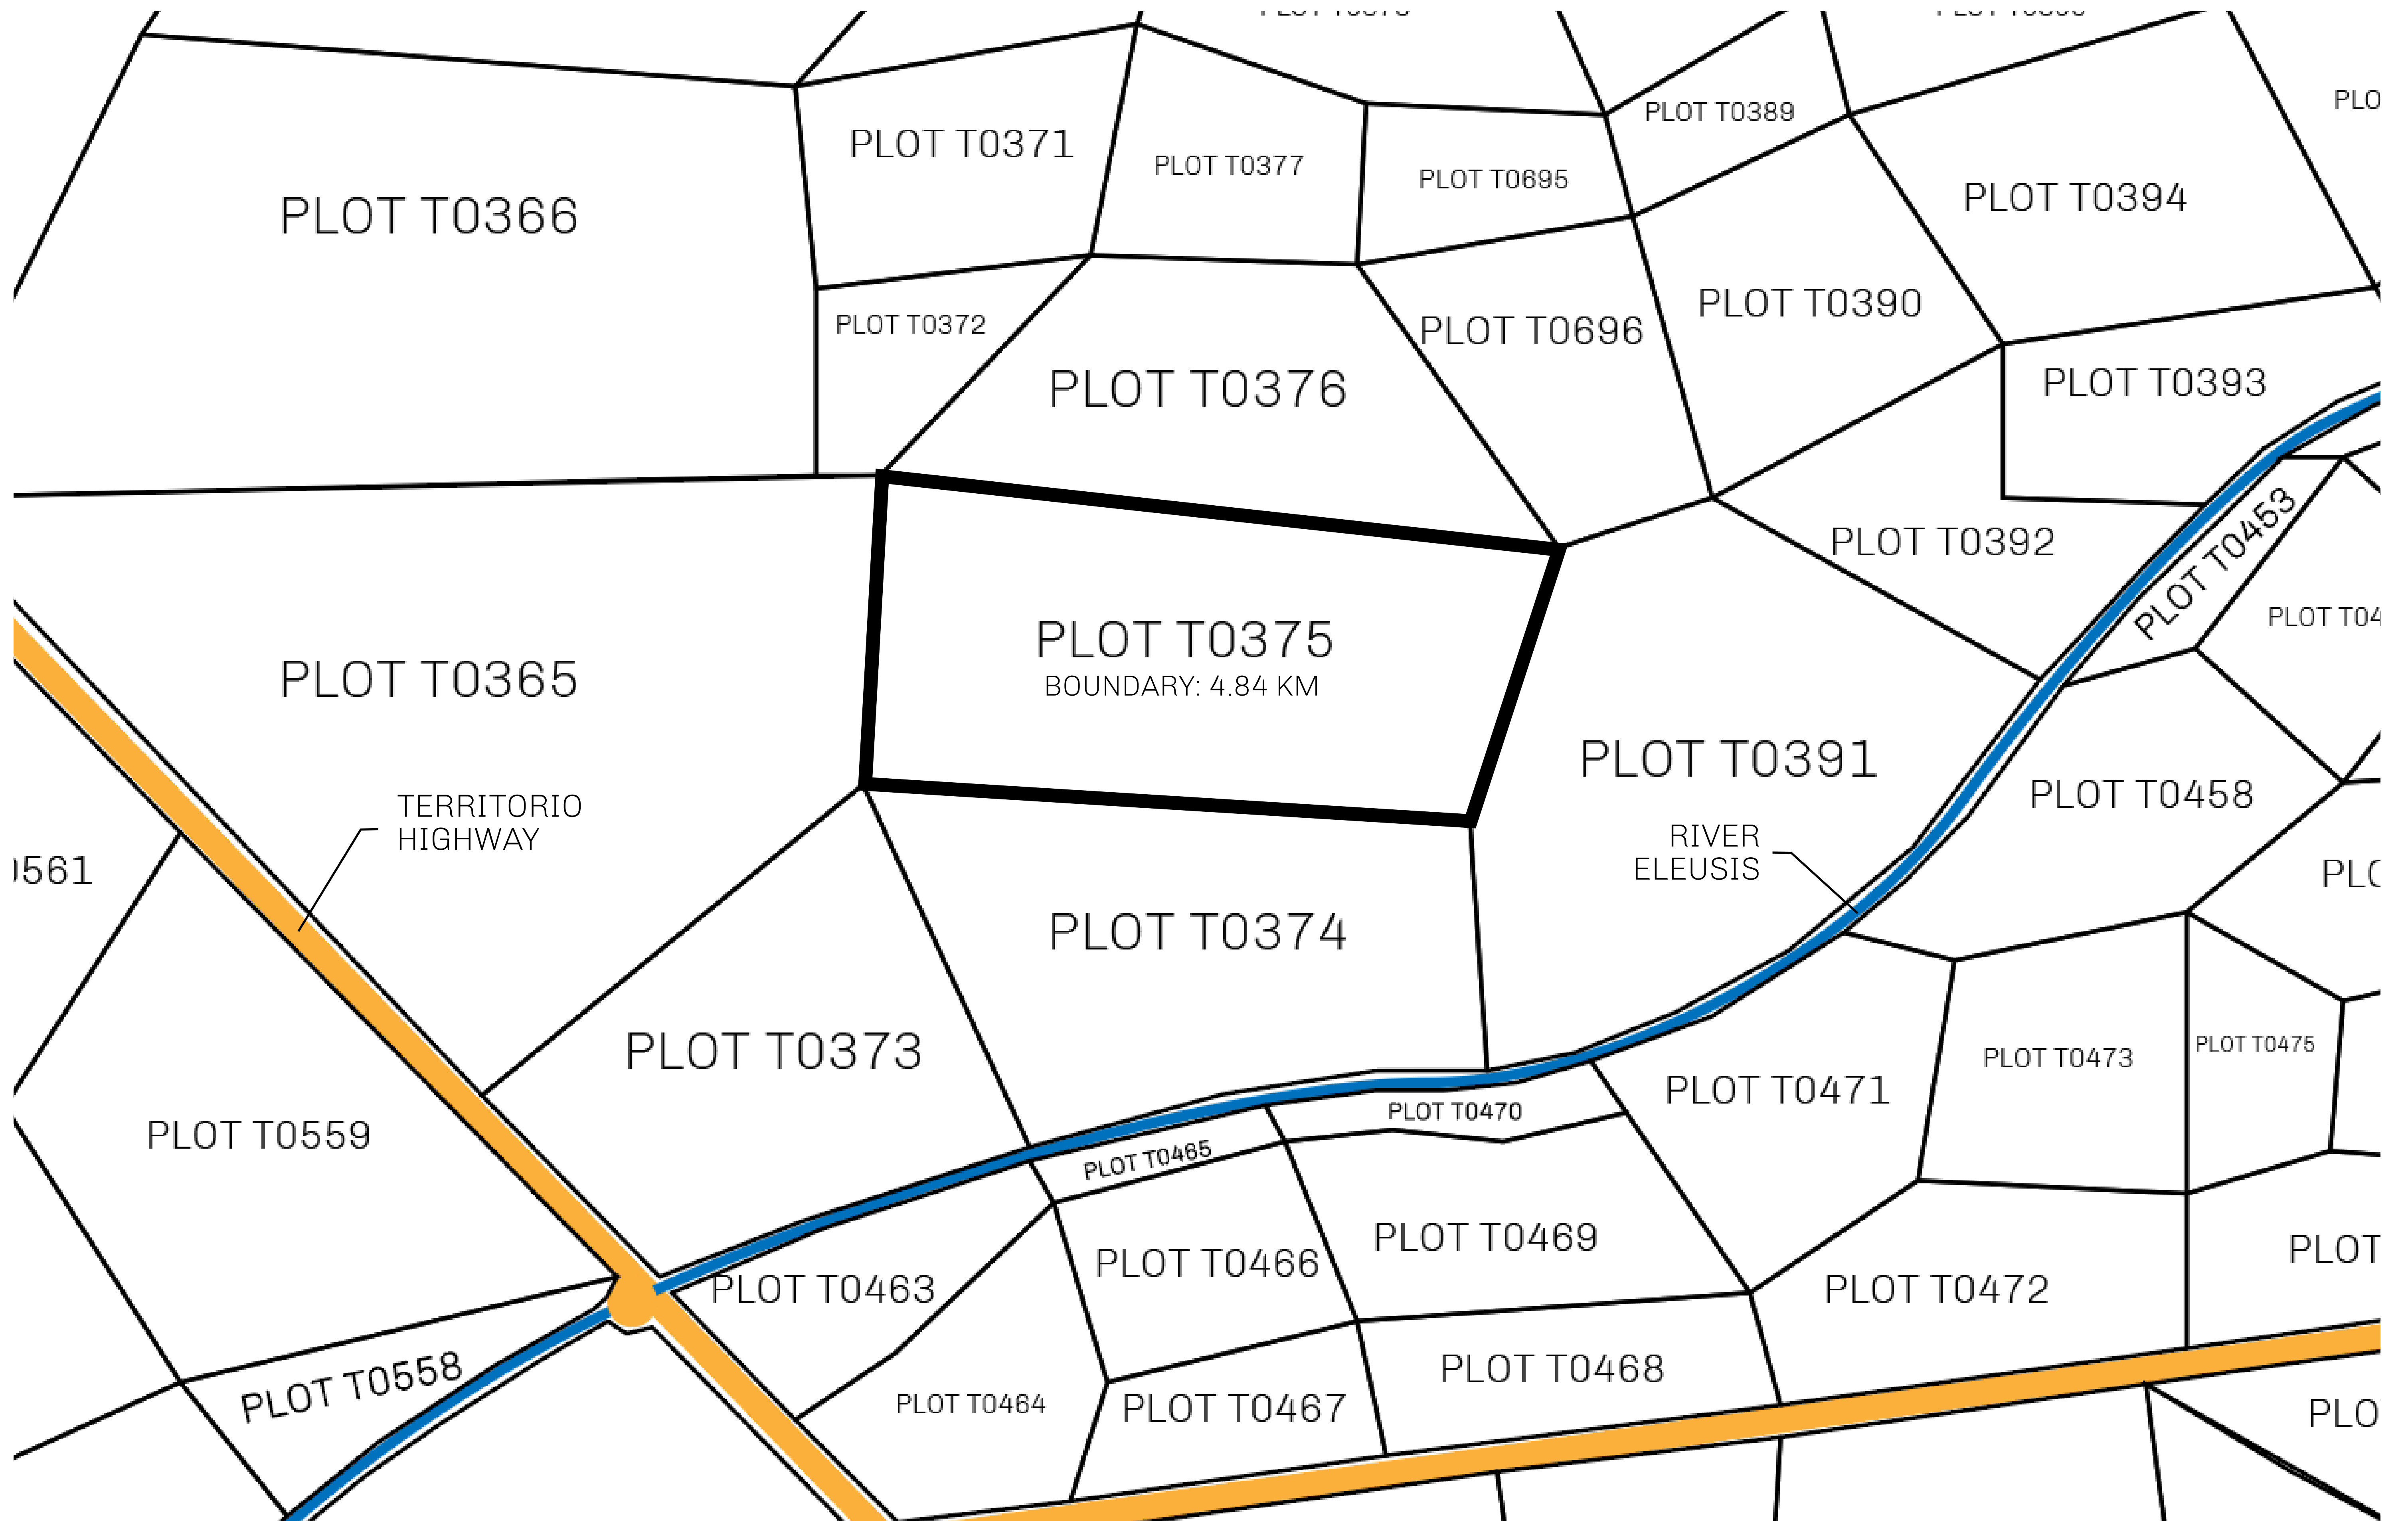 PLOT T0389
PLOT T0371
PLOT T0377
PLOT T0695
PLOT T0394
PLOT T0366
PLOT T0372
PLOT T0696
PLOT T0390
PLOT T0376
PLOT T0393
PLOT T0392
PLOT T0453
PLOT T0375
BOUNDARY: 4.84 KM
PLOT T0365
PLOT T0391
PLOT T0458
TERRITORIO
HIGHWAY
RIVER
ELEUSIS
PLOT T0374
PLOT T0373
PLOT T0473
PLOT T0475
PLOT T0471
PLOT T0470
PLOT T0559
PLOT T0465
PLOT T0469
PLOT T0466
PLOT T0463
PLOT T0472
PLOT T0468
PLOT T0558
PLOT T0464
PLOT T0467
PLOT